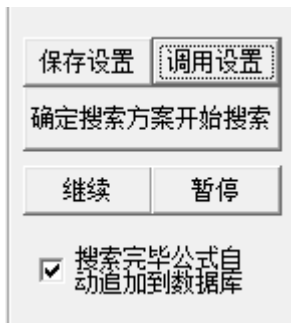 保存设置 调用设置
确定搜索方案开始搜索
继续 暂停
搜索完毕公式自
动追加到数据库